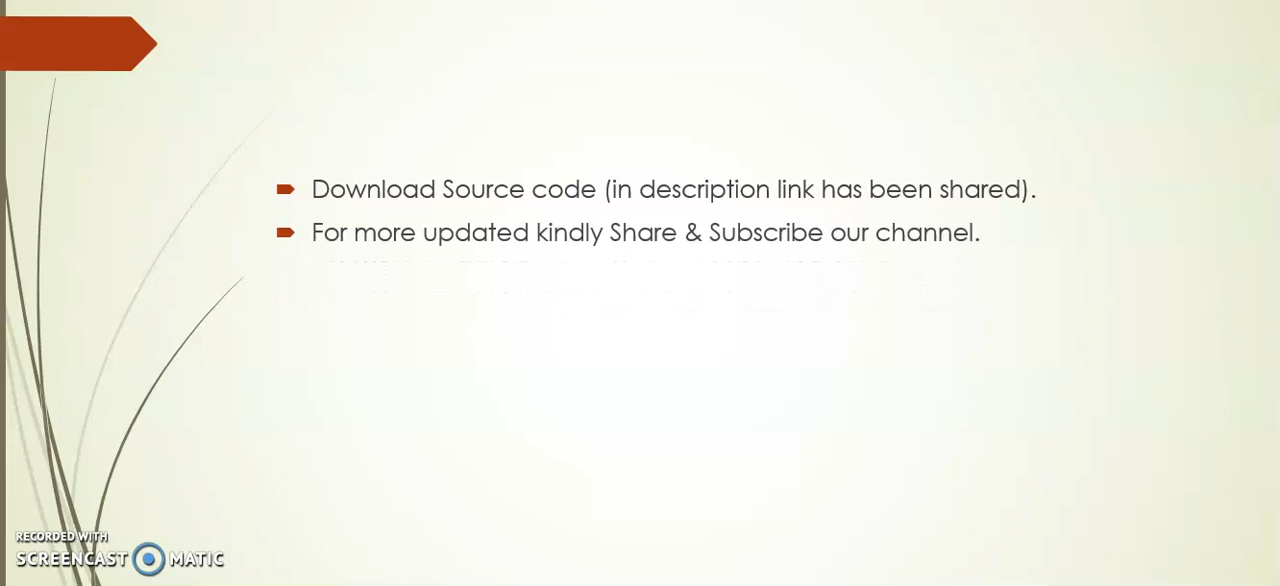 Download Source code (in description link has been shared).
For more updated kindly Share & Subscribe our channel.
RECORDED WITH
SCREENCAST MATIC